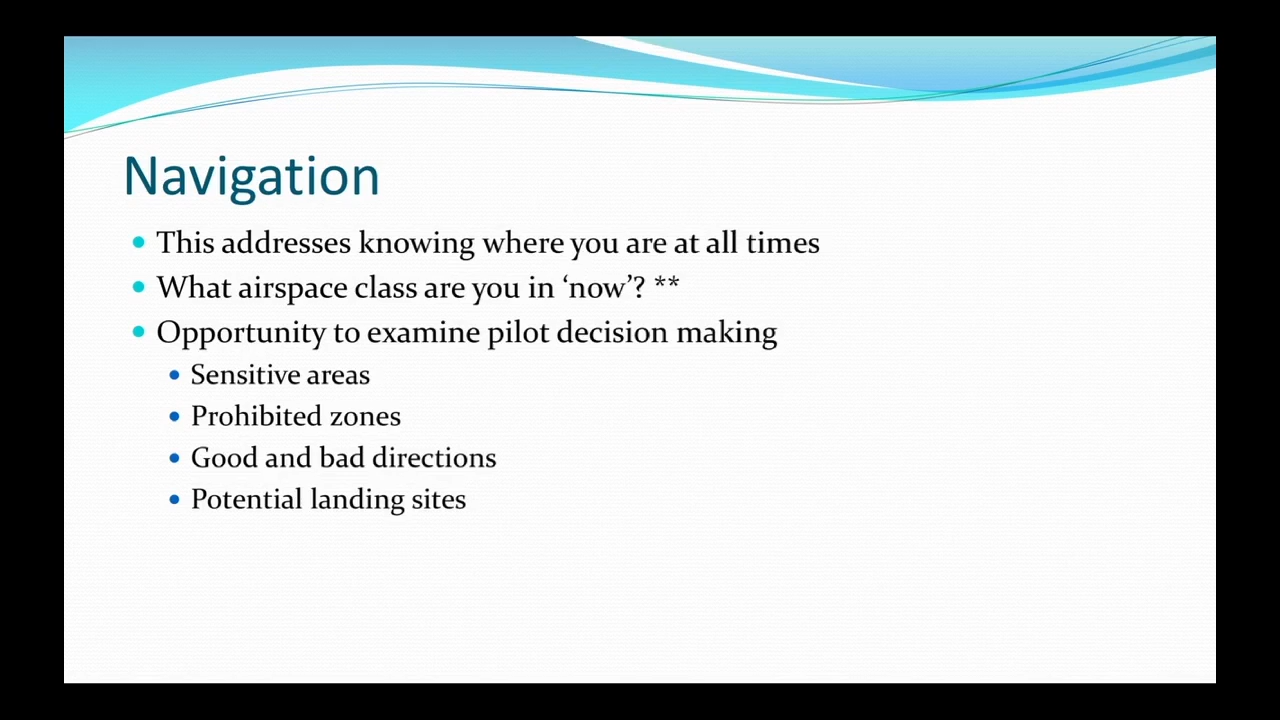 Navigation
This addresses knowing where you are at all times
What airspace class are you in ‘now’? **
Opportunity to examine pilot decision making
Sensitive areas
Prohibited zones
Good and bad directions
Potential landing sites